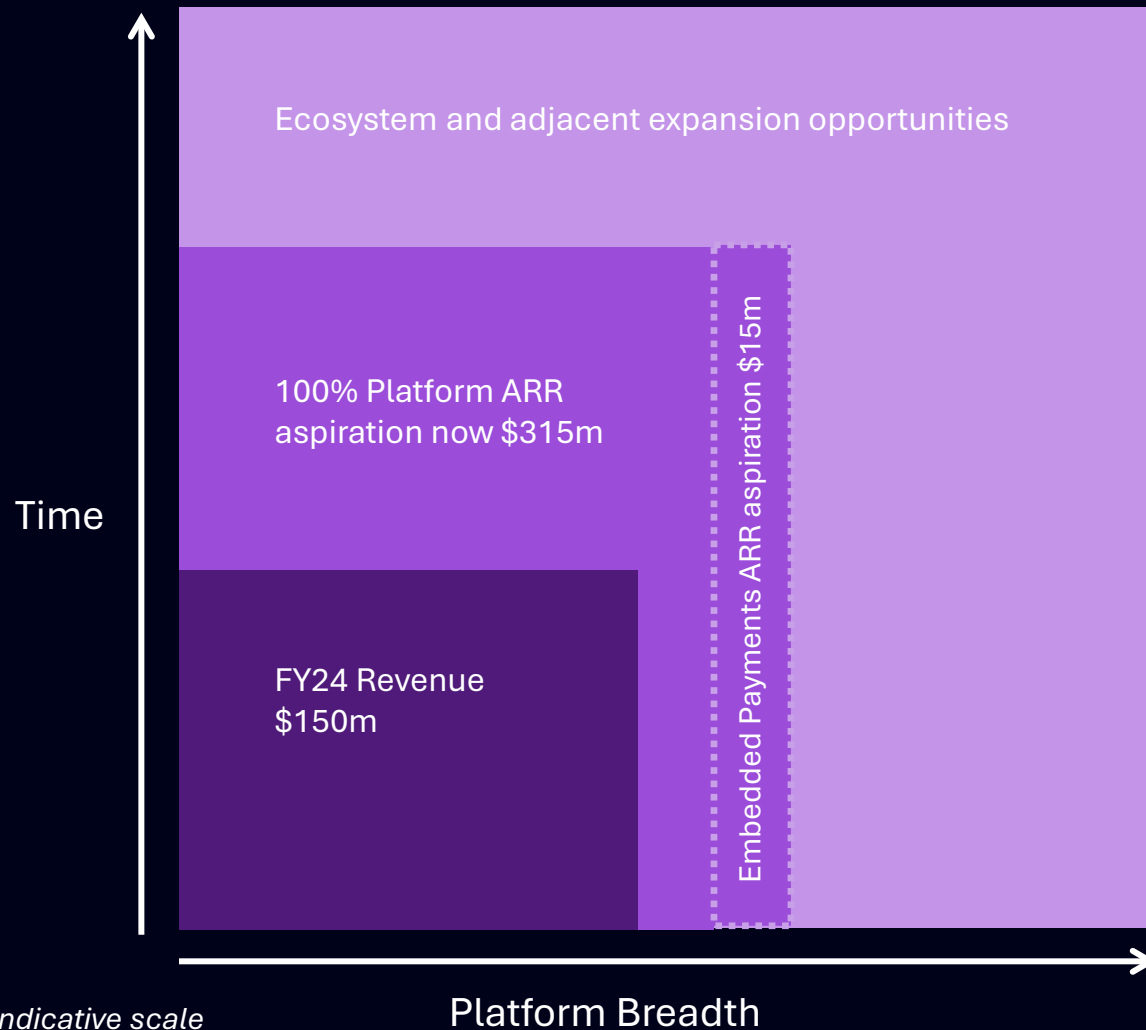 Ecosystem and adjacent expansion opportunities
100% Platform ARR
aspiration now $315m
Embedded Payments ARR aspiration $15m
Time
FY24 Revenue
$150m
Platform Breadth
ndicative scale